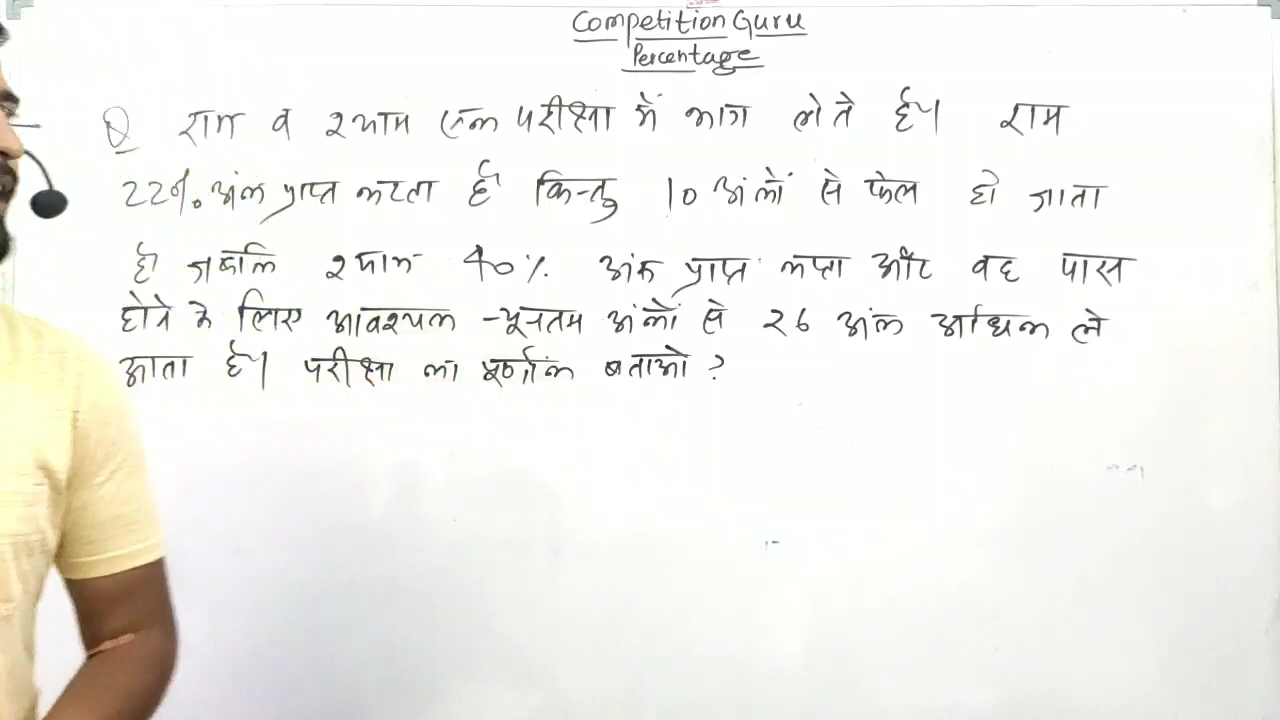 Competition Guru
Percentage
Q राम व श्याम एक परीक्षा में भाग लेते है। राम
22% अंक प्राप्त करता है किन्तु 10 अंकों से फेल हो जाता
है जबकि श्याम 40% अंक प्राप्त करता और वह पास
होने के लिए आवश्यक न्यूनतम अंकों से 26 अंक अधिक ले
आता है। परीक्षा का पूर्णांक बताओ ?